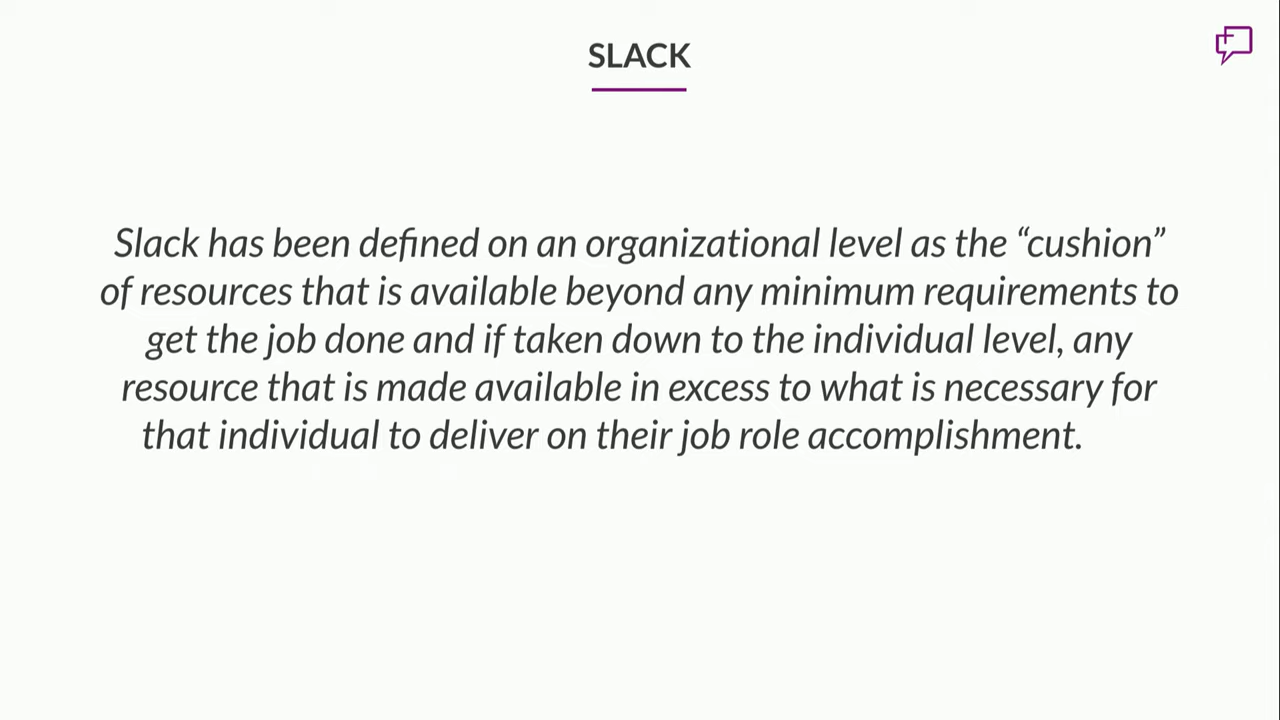 SLACK
Slack has been defined on an organizational level as the “cushion”
of resources that is available beyond any minimum requirements to
get the job done and if taken down to the individual level, any
resource that is made available in excess to what is necessary for
that individual to deliver on their job role accomplishment.